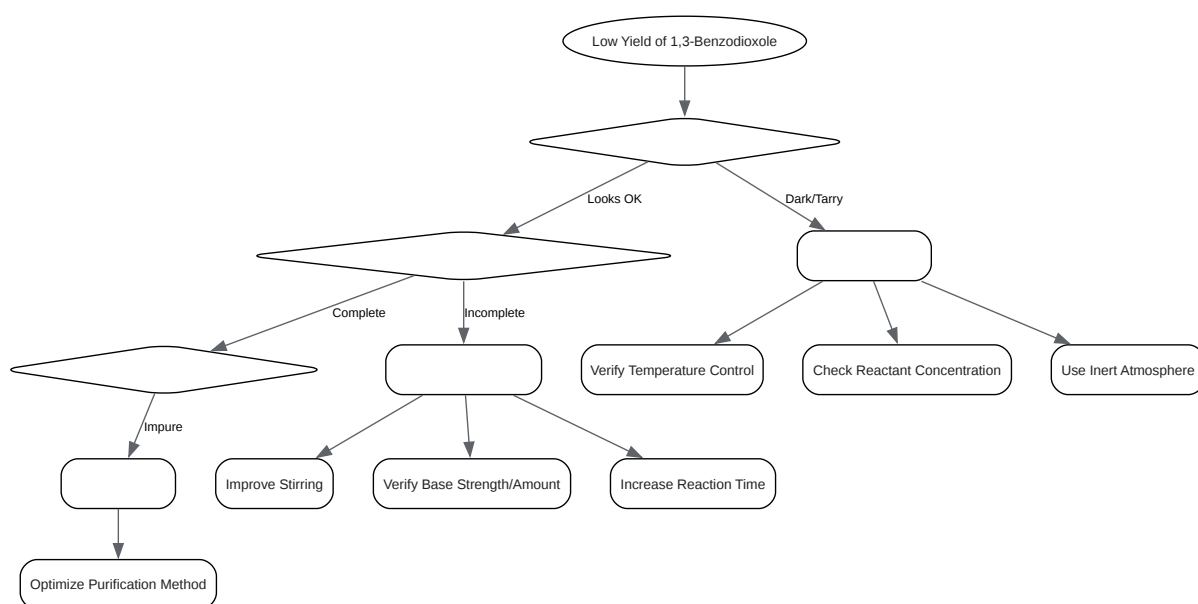 Low Yield of 1,3-Benzodioxole
Looks OK
Dark/Tarry
Complete
Incomplete
Verify Temperature Control
Check Reactant Concentration
Use Inert Atmosphere
Impure
Improve Stirring
Verify Base Strength/Amount
Increase Reaction Time
Optimize Purification Method